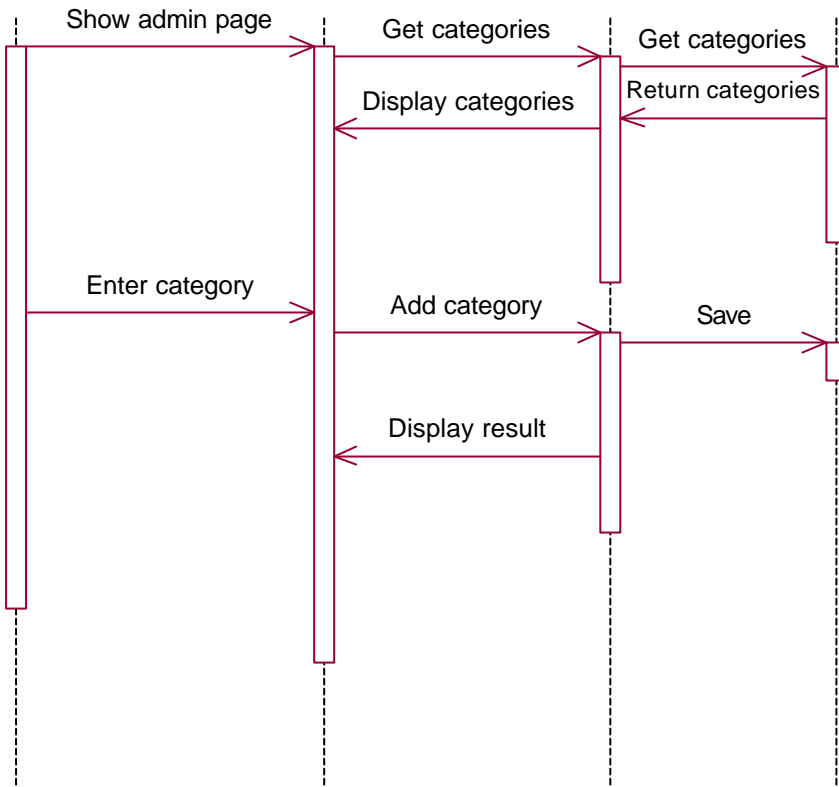 Show admin page
Get categories
Get categories
Return categories
Display categories
Enter category
Add category
Save
Display result